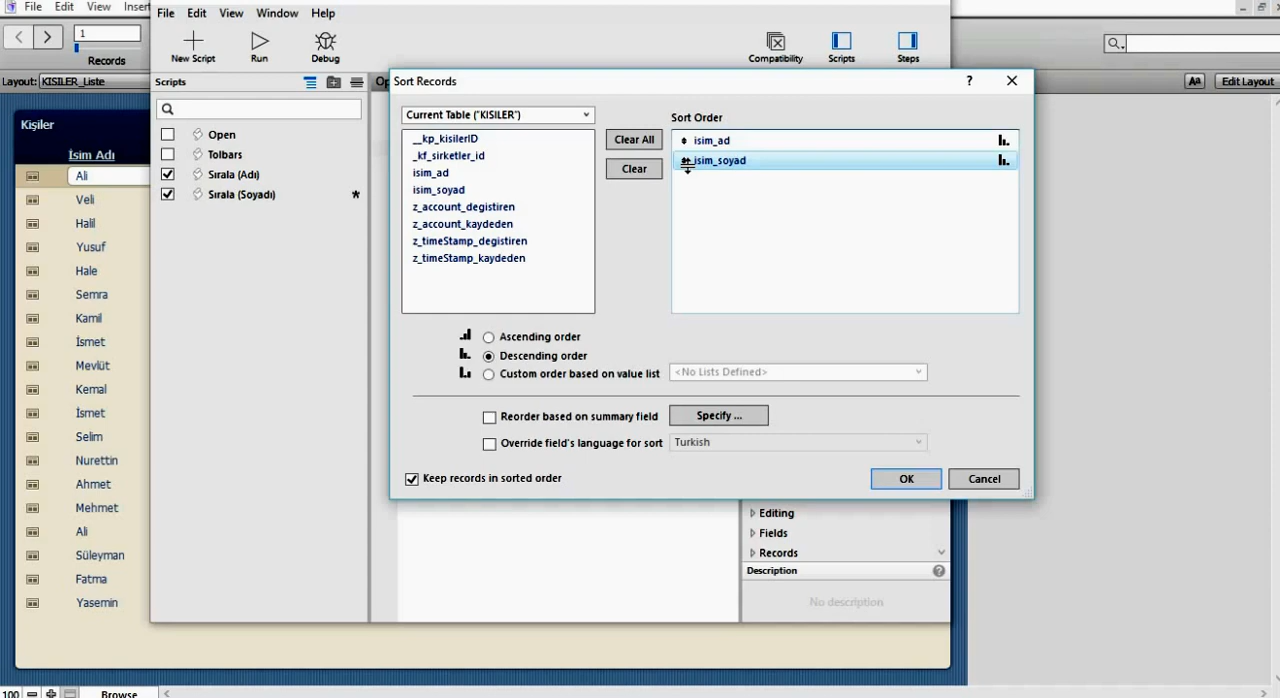 File Edit View Insert
File Edit View Window Help
1
Records
New Script Run Debug Compatibility Scripts Steps
Layout: KISILER_Liste
Scripts
Aa Edit Layout
Sort Records ?
Kişiler
İsim Adı
Ali
Veli
Halil
Yusuf
Hale
Semra
Kamil
İsmet
Mevlüt
Kemal
İsmet
Selim
Nurettin
Ahmet
Mehmet
Ali
Süleyman
Fatma
Yasemin
Open
Tolbars
Sırala (Adı)
Sırala (Soyadı) *
Current Table ("KISILER")
__kp_kisilerID
_kf_sirketler_id
isim_ad
isim_soyad
z_account_degistiren
z_account_kaydeden
z_timeStamp_degistiren
z_timeStamp_kaydeden
Clear All
Clear
Sort Order
isim_ad
isim_soyad
Ascending order
Descending order
Custom order based on value list <No Lists Defined>
Reorder based on summary field Specify ...
Override field's language for sort Turkish
Keep records in sorted order
OK Cancel
Editing
Fields
Records
Description ?
No description
100 Browse